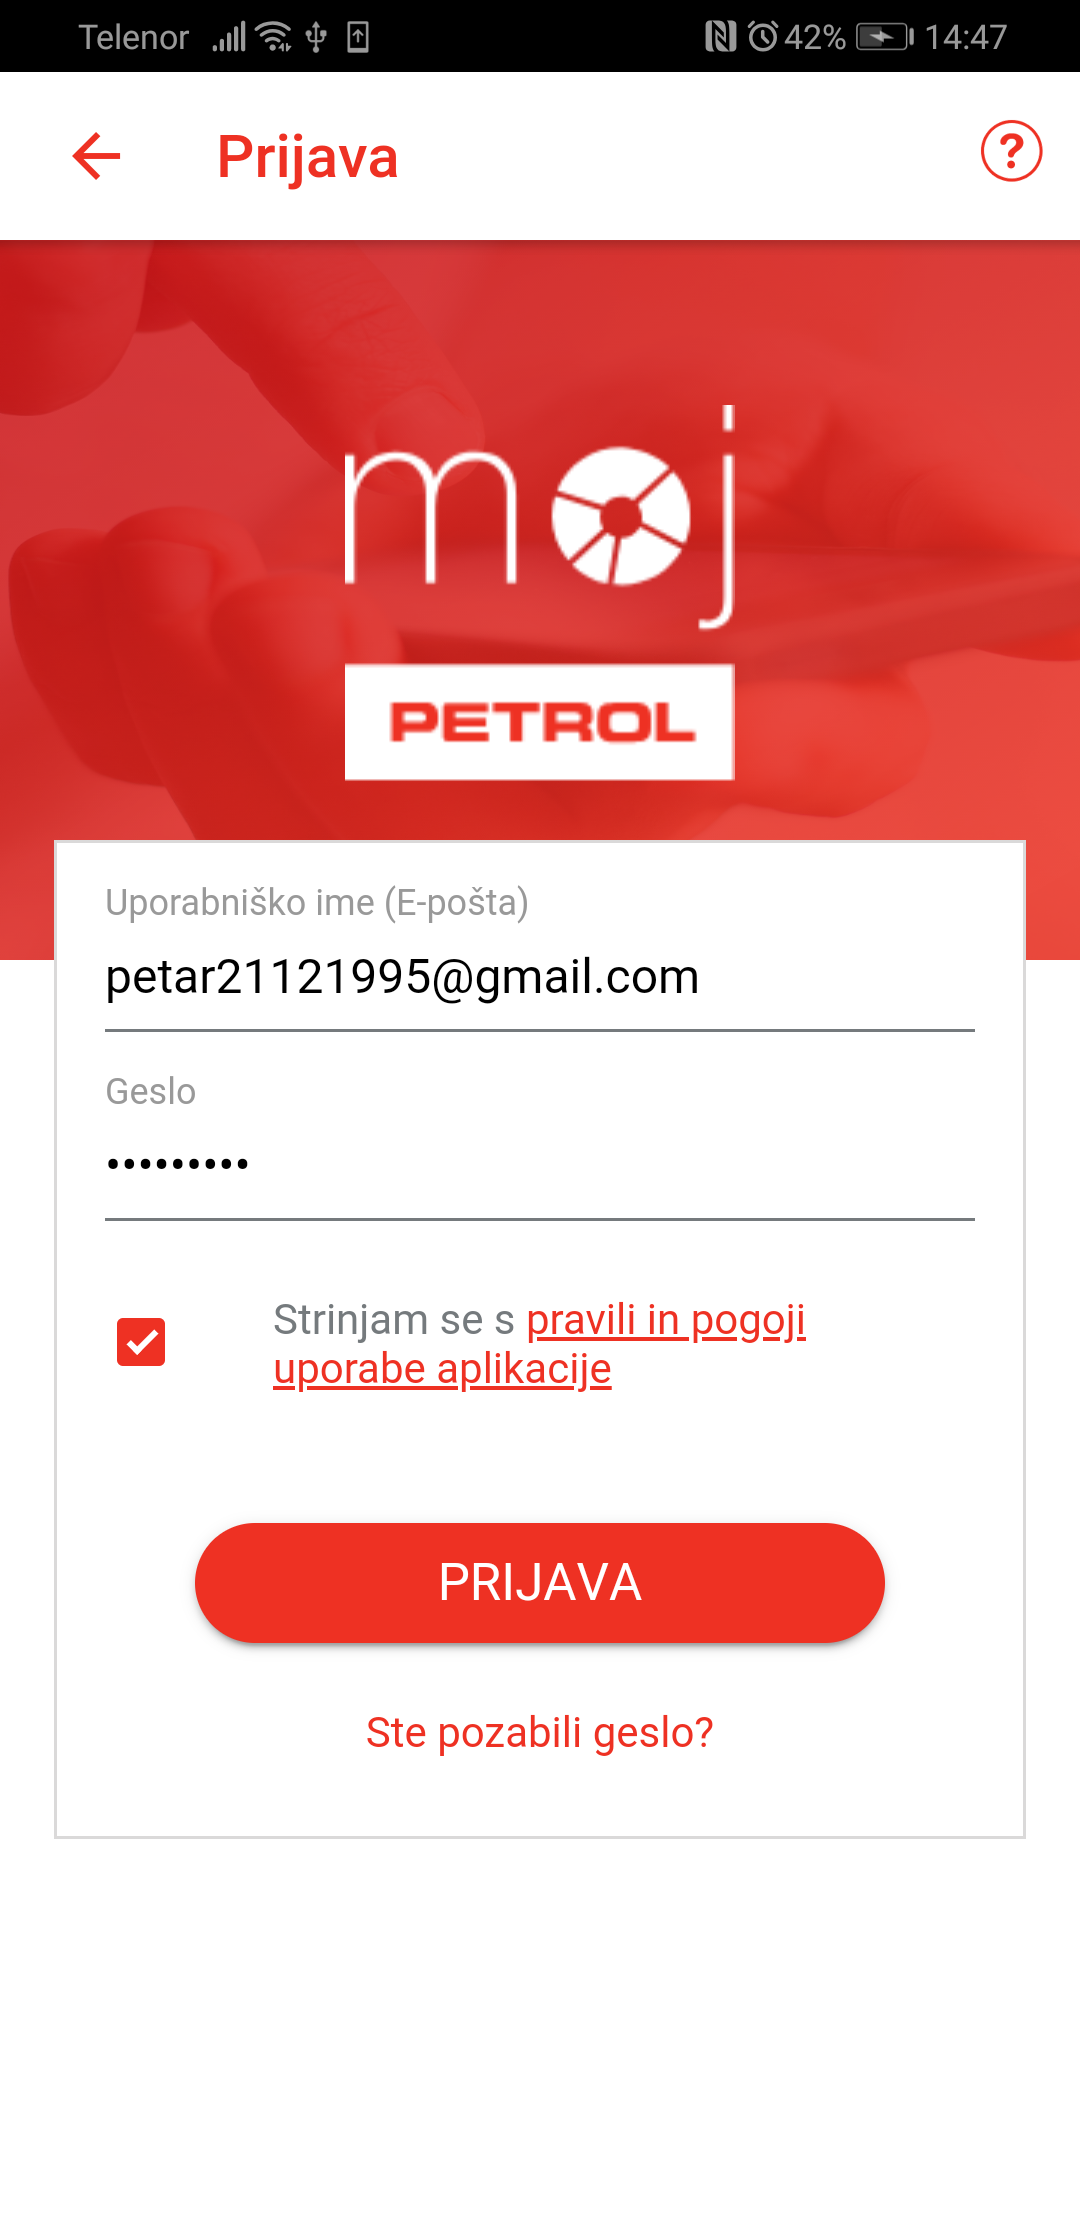 Telenor 42% 14:47
Prijava
moj
PETROL
Uporabniško ime (E-pošta)
petar21121995@gmail.com
Geslo
•••••••••
Strinjam se s pravili in pogoji
uporabe aplikacije
PRIJAVA
Ste pozabili geslo?